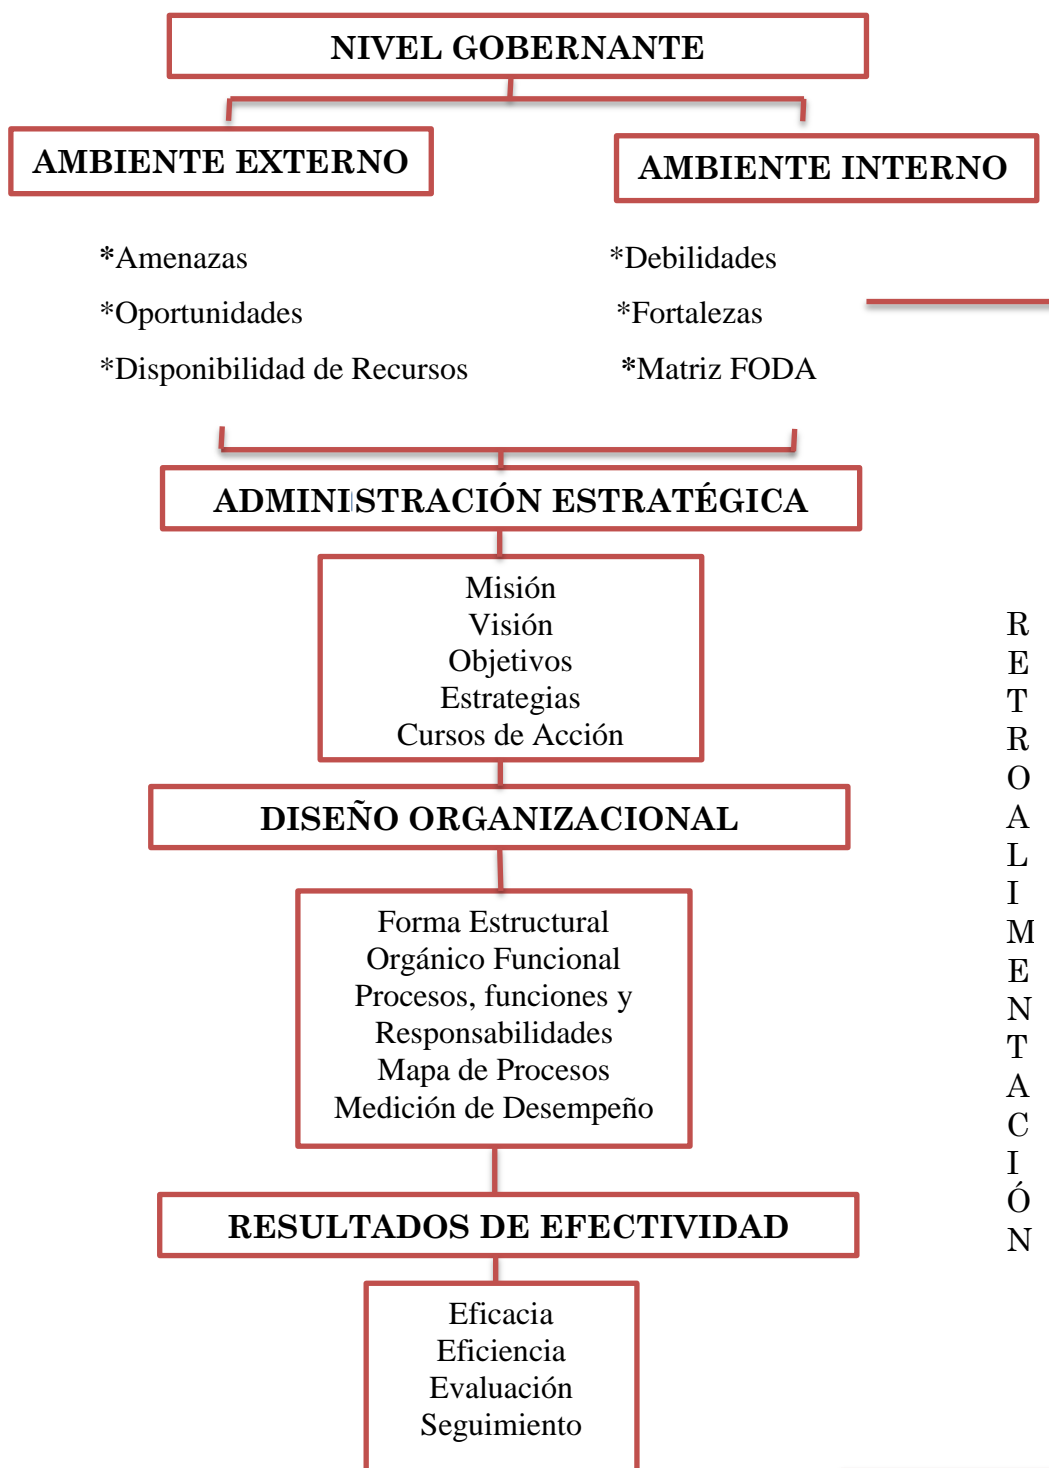 NIVEL GOBERNANTE
AMBIENTE EXTERNO
AMBIENTE INTERNO
*Amenazas
*Debilidades
*Oportunidades
*Fortalezas
*Disponibilidad de Recursos
*Matriz FODA
ADMINISTRACIÓN ESTRATÉGICA
Misión
Visión
Objetivos
Estrategias
Cursos de Acción
DISEÑO ORGANIZACIONAL
Forma Estructural
Orgánico Funcional
Procesos, funciones y
Responsabilidades
Mapa de Procesos
Medición de Desempeño
RESULTADOS DE EFECTIVIDAD
Eficacia
Eficiencia
Evaluación
Seguimiento
RETROALIMENTACIÓN